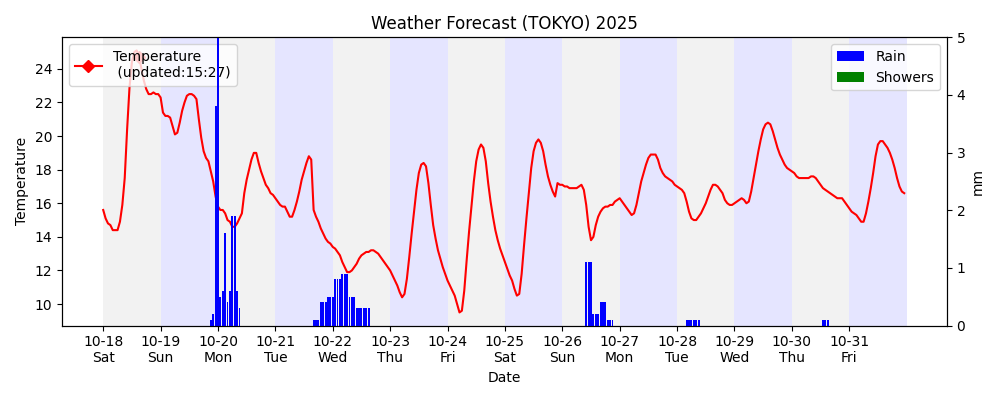 Weather Forecast (TOKYO) 2025
Temperature
(updated:15:27)
Rain
Showers
Temperature
24
22
20
18
16
14
12
10
5
4
3
2
1
0
mm
10-18 10-19 10-20 10-21 10-22 10-23 10-24 10-25 10-26 10-27 10-28 10-29 10-30 10-31
Sat Sun Mon Tue Wed Thu Fri Sat Sun Mon Tue Wed Thu Fri
Date